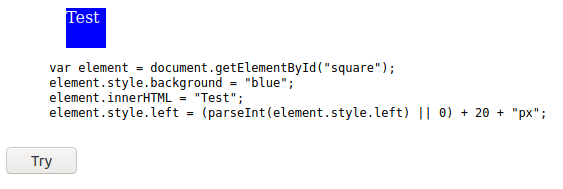 Test
var element = document.getElementById("square");
element.style.background = "blue";
element.innerHTML = "Test";
element.style.left = (parseInt(element.style.left) || 0) + 20 + "px";
Try